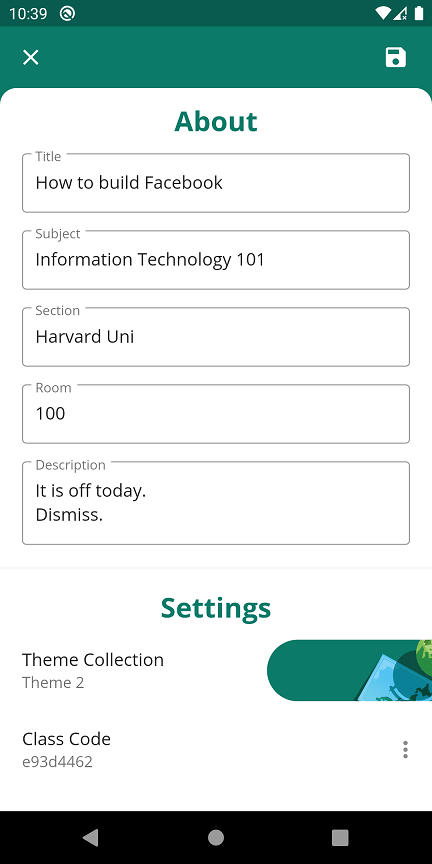 10:39
About
Title
How to build Facebook
Subject
Information Technology 101
Section
Harvard Uni
Room
100
Description
It is off today.
Dismiss.
Settings
Theme Collection
Theme 2
Class Code
e93d4462